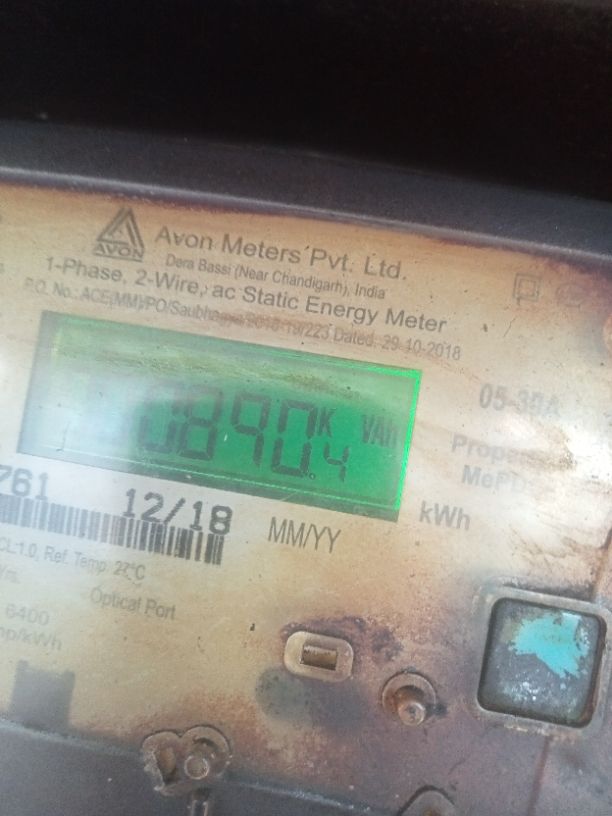 AVON
Avon Meters Pvt. Ltd.
Dera Bassi (Near Chandigarh), India
1-Phase, 2-Wire, ac Static Energy Meter
P.O. No.: ACE(MM)/PO/Saubhagya/2018-19/223 Dated: 29-10-2018
0890.4 K VAh
kWh
761 12/18 MM/YY
CL:1.0, Ref. Temp. 27°C
Optical Port
6400